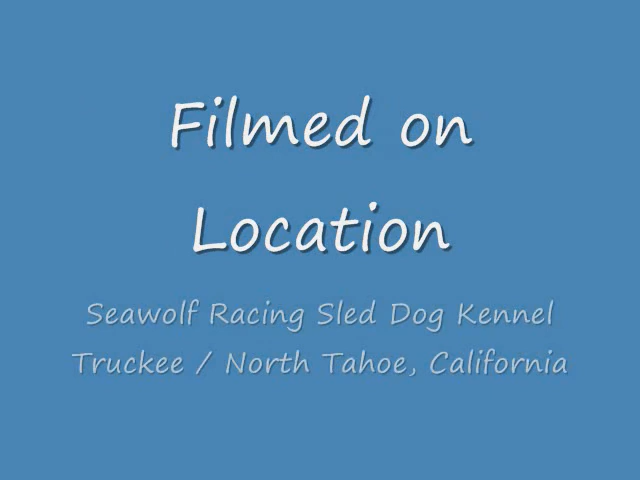 Filmed on
Location
Seawolf Racing Sled Dog Kennel
Truckee / North Tahoe, California